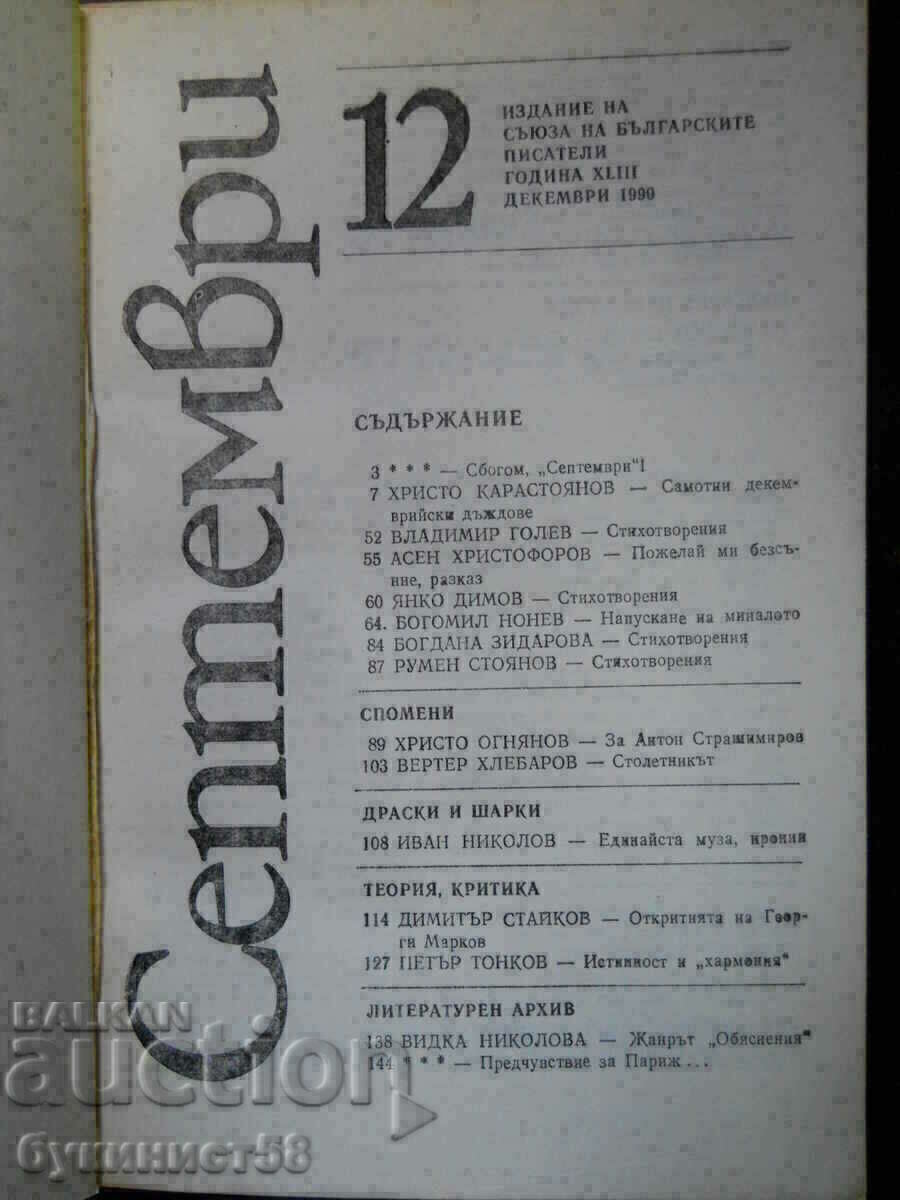 Септември
12
ИЗДАНИЕ НА
СЪЮЗА НА БЪЛГАРСКИТЕ
ПИСАТЕЛИ
ГОДИНА XLIII
ДЕКЕМВРИ 1990
СЪДЪРЖАНИЕ
3 * * * — Сбогом, „Септември"!
7 ХРИСТО КАРАСТОЯНОВ — Самотни декем-
врийски дъждове
52 ВЛАДИМИР ГОЛЕВ — Стихотворения
55 АСЕН ХРИСТОФОРОВ — Пожелай ми безсъ-
ние, разказ
60 ЯНКО ДИМОВ — Стихотворения
64. БОГОМИЛ НОНЕВ — Напускане на миналото
84 БОГДАНА ЗИДАРОВА — Стихотворения
87 РУМЕН СТОЯНОВ — Стихотворения
СПОМЕНИ
89 ХРИСТО ОГНЯНОВ — За Антон Страшимиров
103 ВЕРТЕР ХЛЕБАРОВ — Столетникът
ДРАСКИ И ШАРКИ
108 ИВАН НИКОЛОВ — Единайста муза, иронии
ТЕОРИЯ, КРИТИКА
114 ДИМИТЪР СТАЙКОВ — Откритията на Геор-
ги Марков
127 ПЕТЪР ТОНКОВ — Истинност и „хармония"
ЛИТЕРАТУРЕН АРХИВ
138 ВИДКА НИКОЛОВА — Жанрът „Обяснения"
144 * * * — Предчувствие за Париж . . .
BALKAN
auction
букинист58